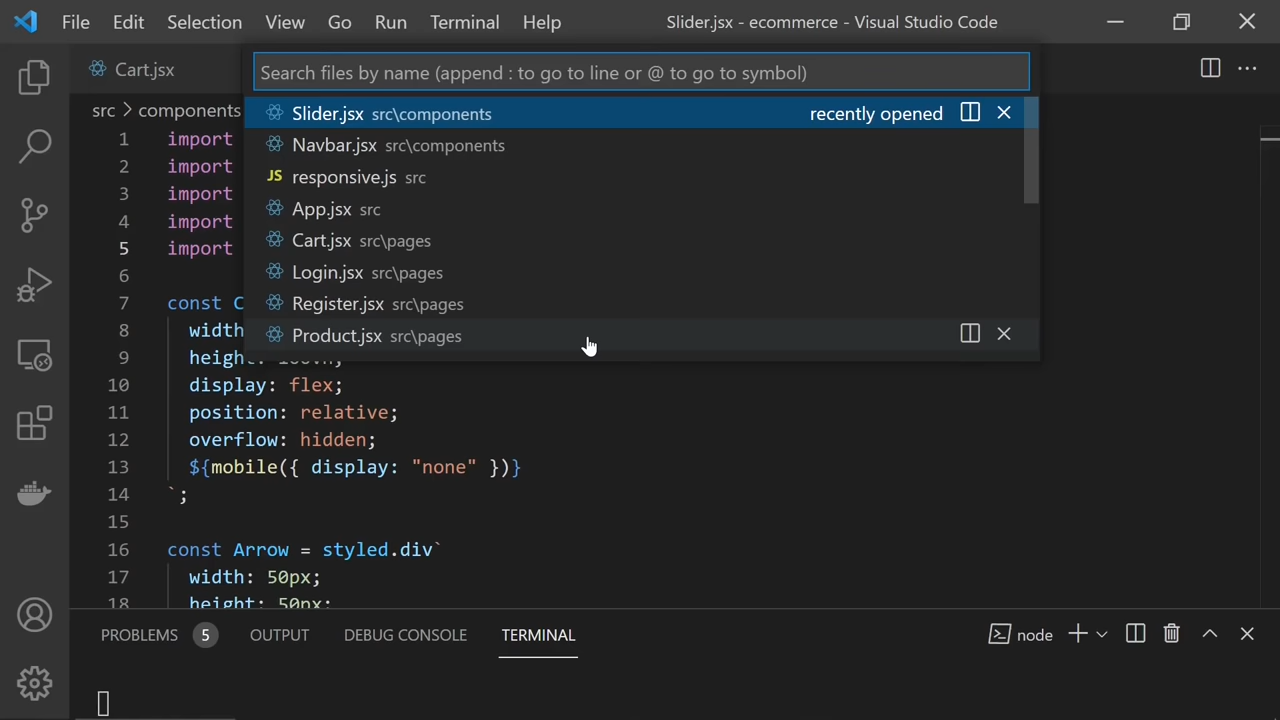 File Edit Selection View Go Run Terminal Help Slider.jsx - ecommerce - Visual Studio Code
Cart.jsx
Search files by name (append : to go to line or @ to go to symbol)
src > components
Slider.jsx src\components recently opened
Navbar.jsx src\components
JS responsive.js src
App.jsx src
Cart.jsx src\pages
Login.jsx src\pages
Register.jsx src\pages
Product.jsx src\pages
1 import
2 import
3 import
4 import
5 import
6
7 const C
8 width
9 height:
10 display: flex;
11 position: relative;
12 overflow: hidden;
13 ${mobile({ display: "none" })}
14 `;
15
16 const Arrow = styled.div`
17 width: 50px;
18 height: 50px;
PROBLEMS 5 OUTPUT DEBUG CONSOLE TERMINAL node